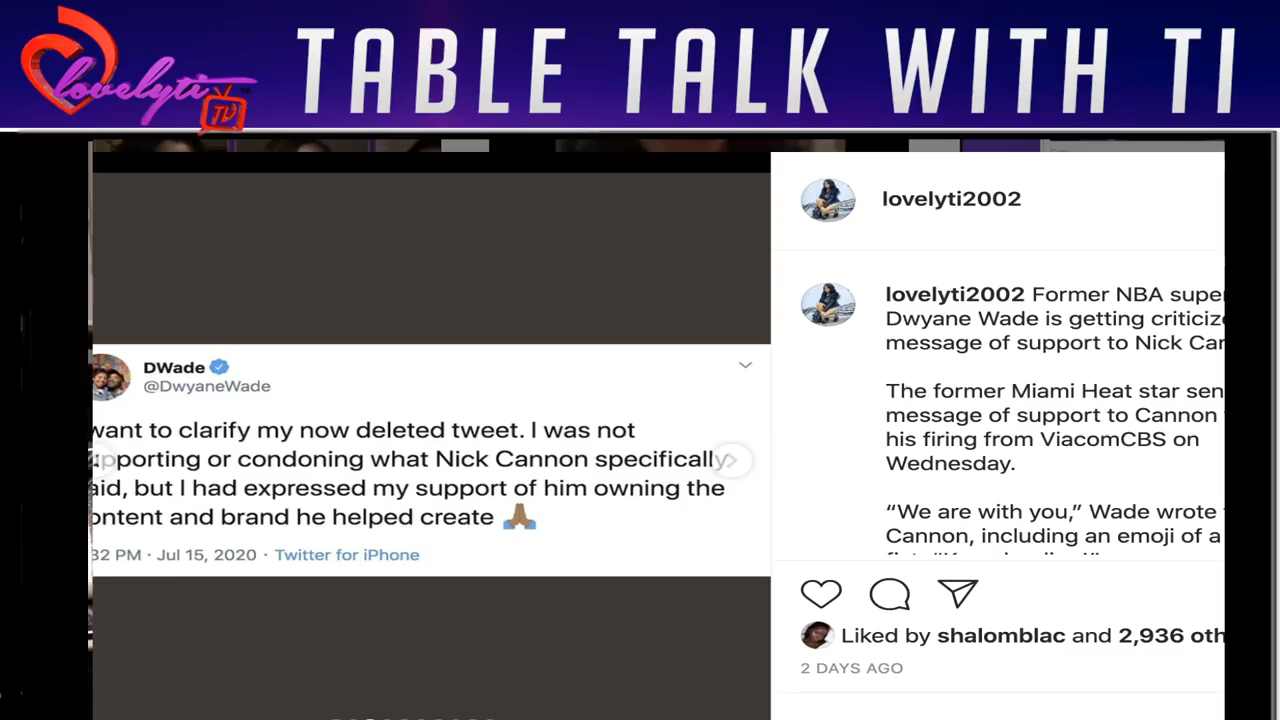 lovelyti
TV
TABLE TALK WITH TI
lovelyti2002
DWade
@DwyaneWade
want to clarify my now deleted tweet. I was not
pporting or condoning what Nick Cannon specifically
aid, but I had expressed my support of him owning the
ontent and brand he helped create
32 PM · Jul 15, 2020 · Twitter for iPhone
lovelyti2002 Former NBA super
Dwyane Wade is getting criticize
message of support to Nick Can
The former Miami Heat star sen
message of support to Cannon
his firing from ViacomCBS on
Wednesday.
“We are with you,” Wade wrote
Cannon, including an emoji of a
Liked by shalomblac and 2,936 oth
2 DAYS AGO